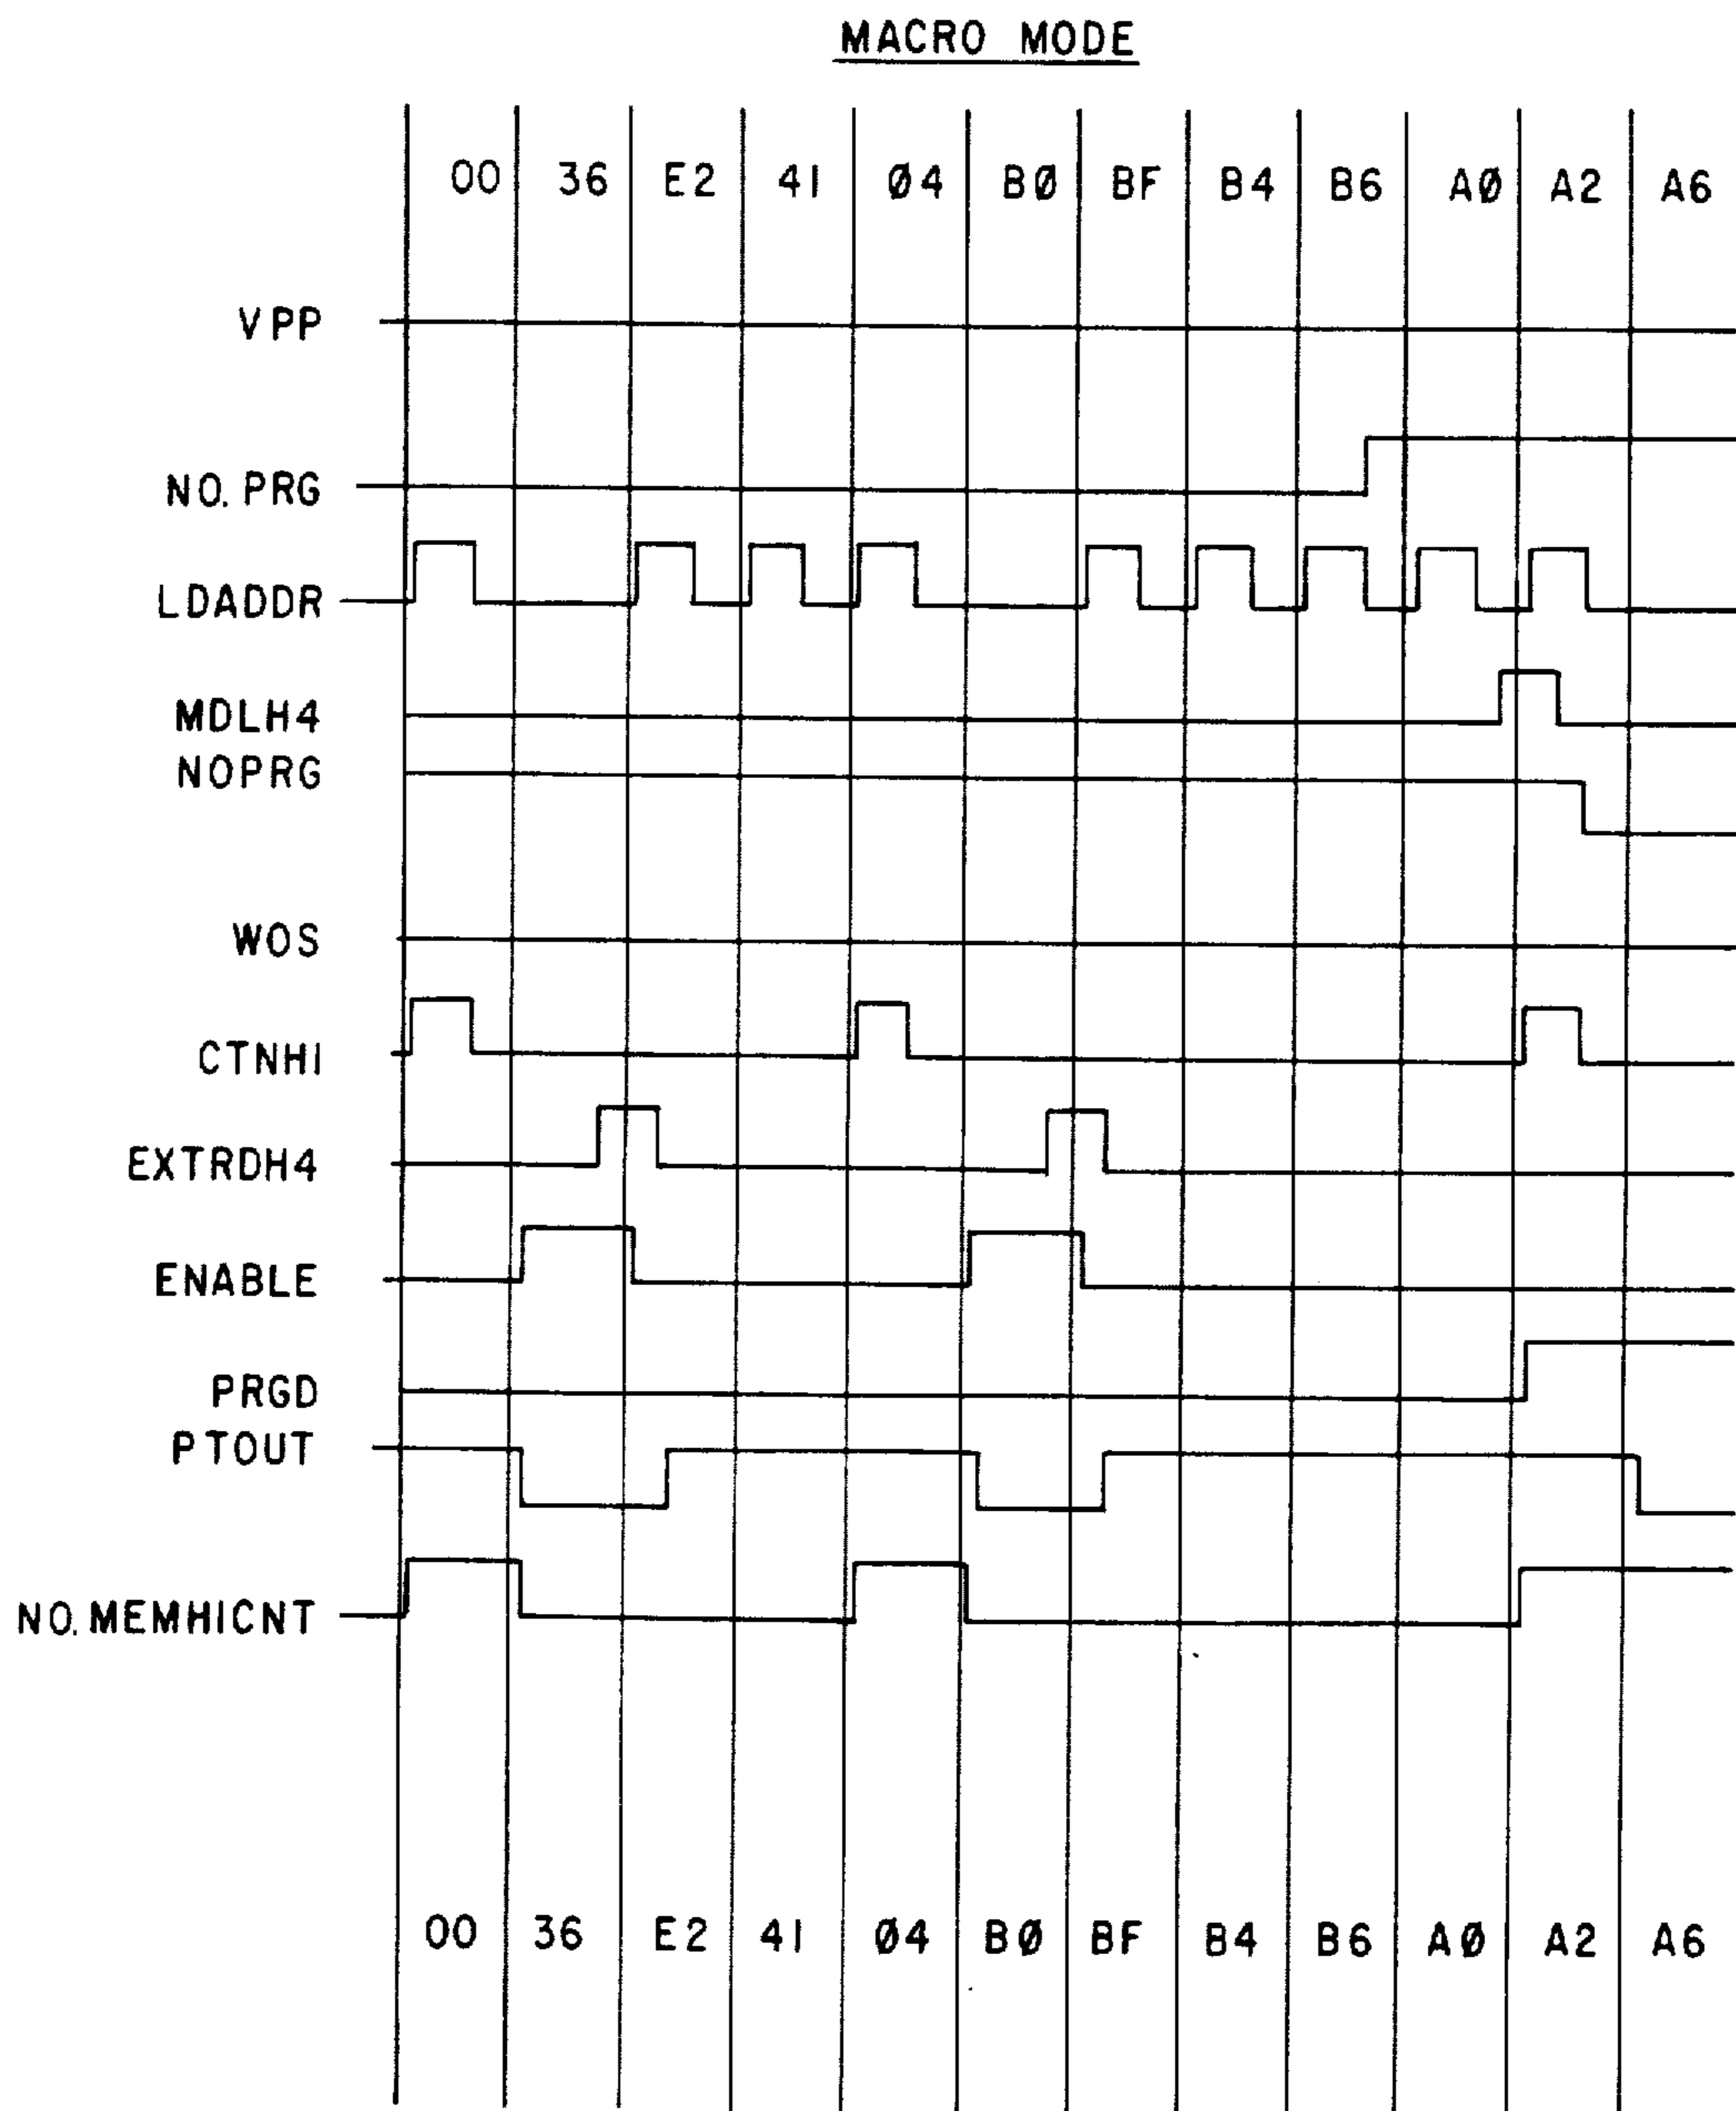 MACRO MODE
00 36 E2 41 Ø4 BØ BF B4 B6 AØ A2 A6
VPP
NO. PRG
LDADDR
MDLH4
NOPRG
WOS
CTNHI
EXTRDH4
ENABLE
PRGD
PTOUT
NO. MEMHICNT
00 36 E2 41 Ø4 BØ BF B4 B6 AØ A2 A6